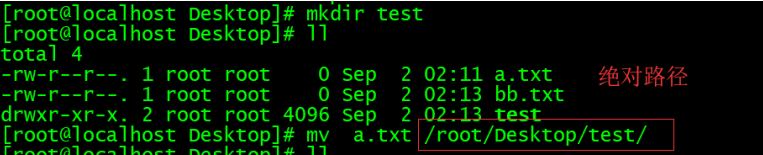 [root@localhost Desktop]# mkdir test
[root@localhost Desktop]# ll
total 4
-rw-r--r--. 1 root root    0 Sep  2 02:11 a.txt 绝对路径
-rw-r--r--. 1 root root    0 Sep  2 02:13 bb.txt
drwxr-xr-x. 2 root root 4096 Sep  2 02:13 test
[root@localhost Desktop]# mv  a.txt /root/Desktop/test/
[root@localhost Desktop]# ll